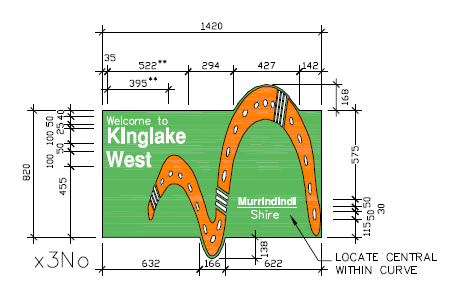 1420
35
522**
294
427
142
395**
168
Welcome to
KInglake
West
820
100 50
25 40
100 50
455
575
MurrIndIndI
Shire
50
50 30
115
138
x3No
632
166
622
LOCATE CENTRAL
WITHIN CURVE